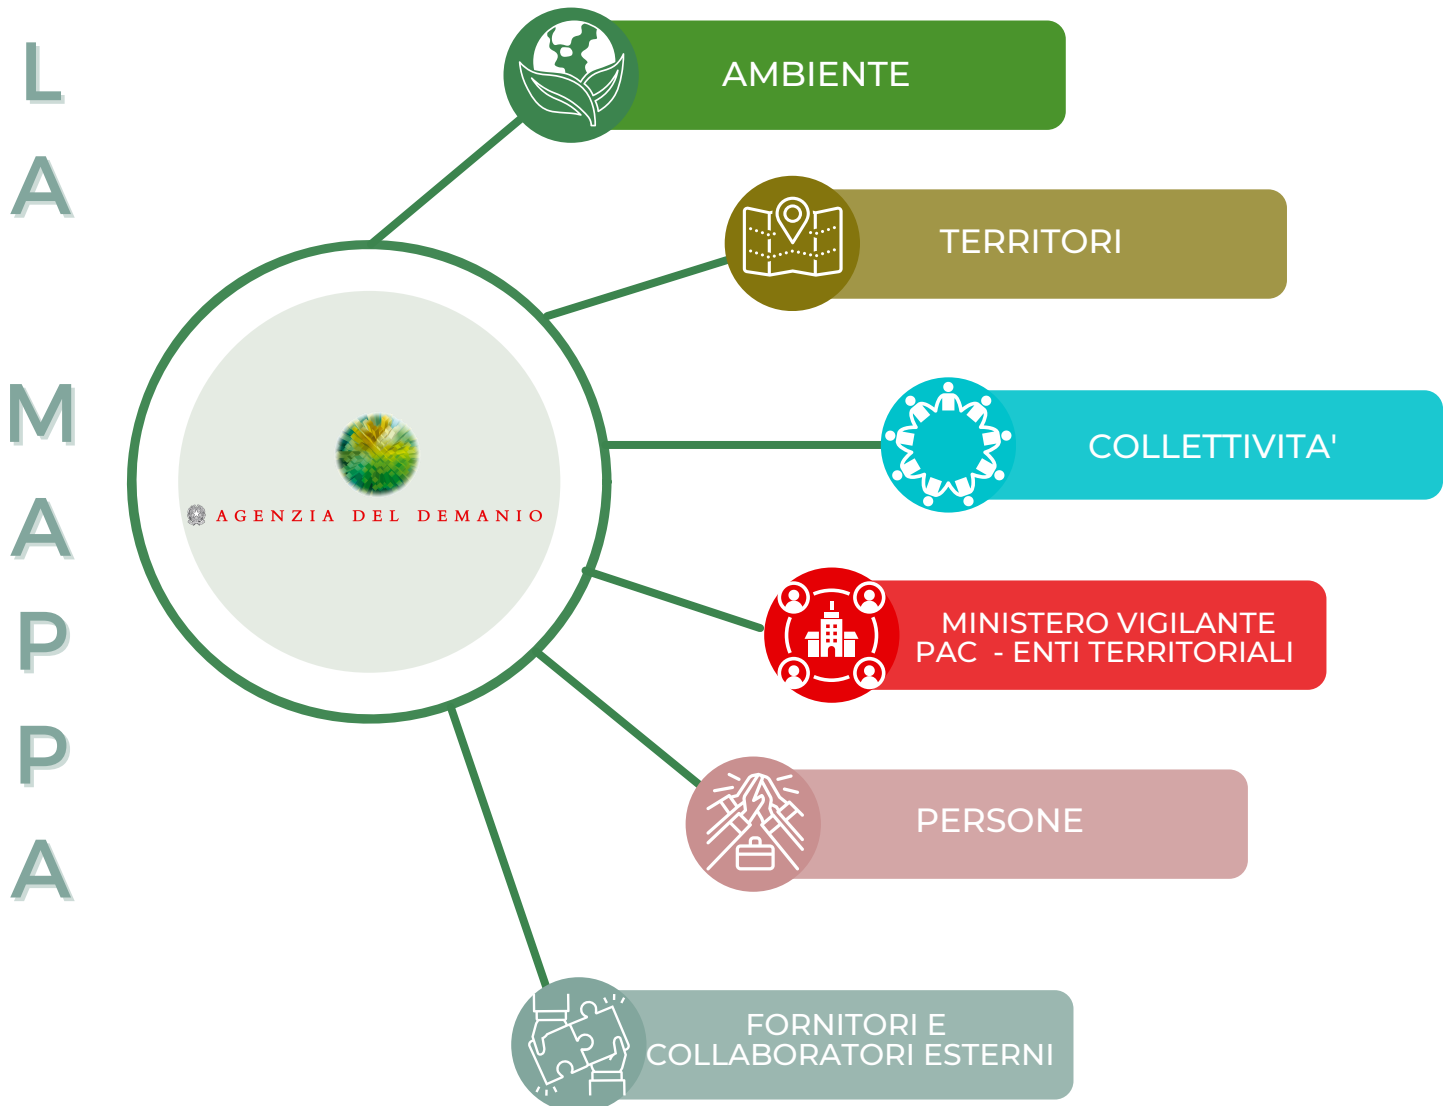 LA MAPPA
AMBIENTE
TERRITORI
COLLETTIVITA'
AGENZIA DEL DEMANIO
MINISTERO VIGILANTE
PAC - ENTI TERRITORIALI
PERSONE
FORNITORI E
COLLABORATORI ESTERNI